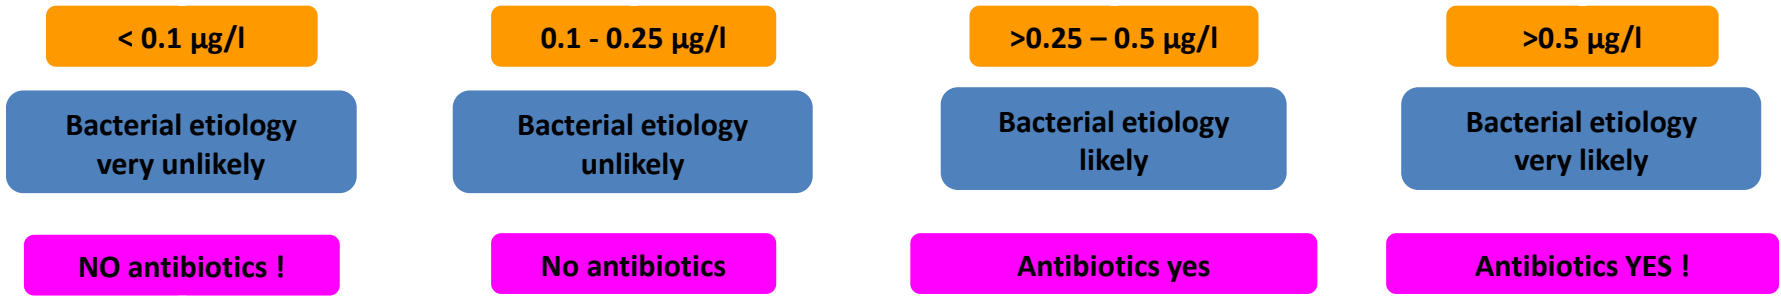 < 0.1 µg/l
0.1 - 0.25 µg/l
>0.25 – 0.5 µg/l
>0.5 µg/l
Bacterial etiology
very unlikely
Bacterial etiology
unlikely
Bacterial etiology
likely
Bacterial etiology
very likely
NO antibiotics !
No antibiotics
Antibiotics yes
Antibiotics YES !